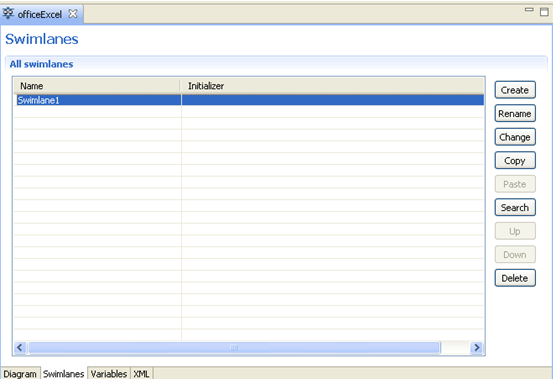 officeExcel
Swimlanes
All swimlanes
Name Initializer
Swimlane1
Create
Rename
Change
Copy
Paste
Search
Up
Down
Delete
Diagram Swimlanes Variables XML